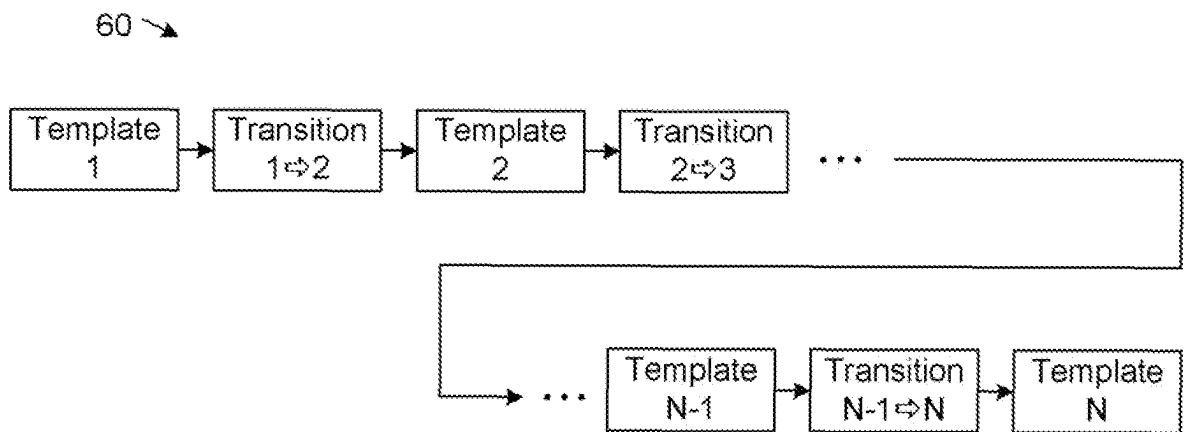 60
Template
1
Transition
1⇨2
Template
2
Transition
2⇨3
...
...
Template
N-1
Transition
N-1⇨N
Template
N